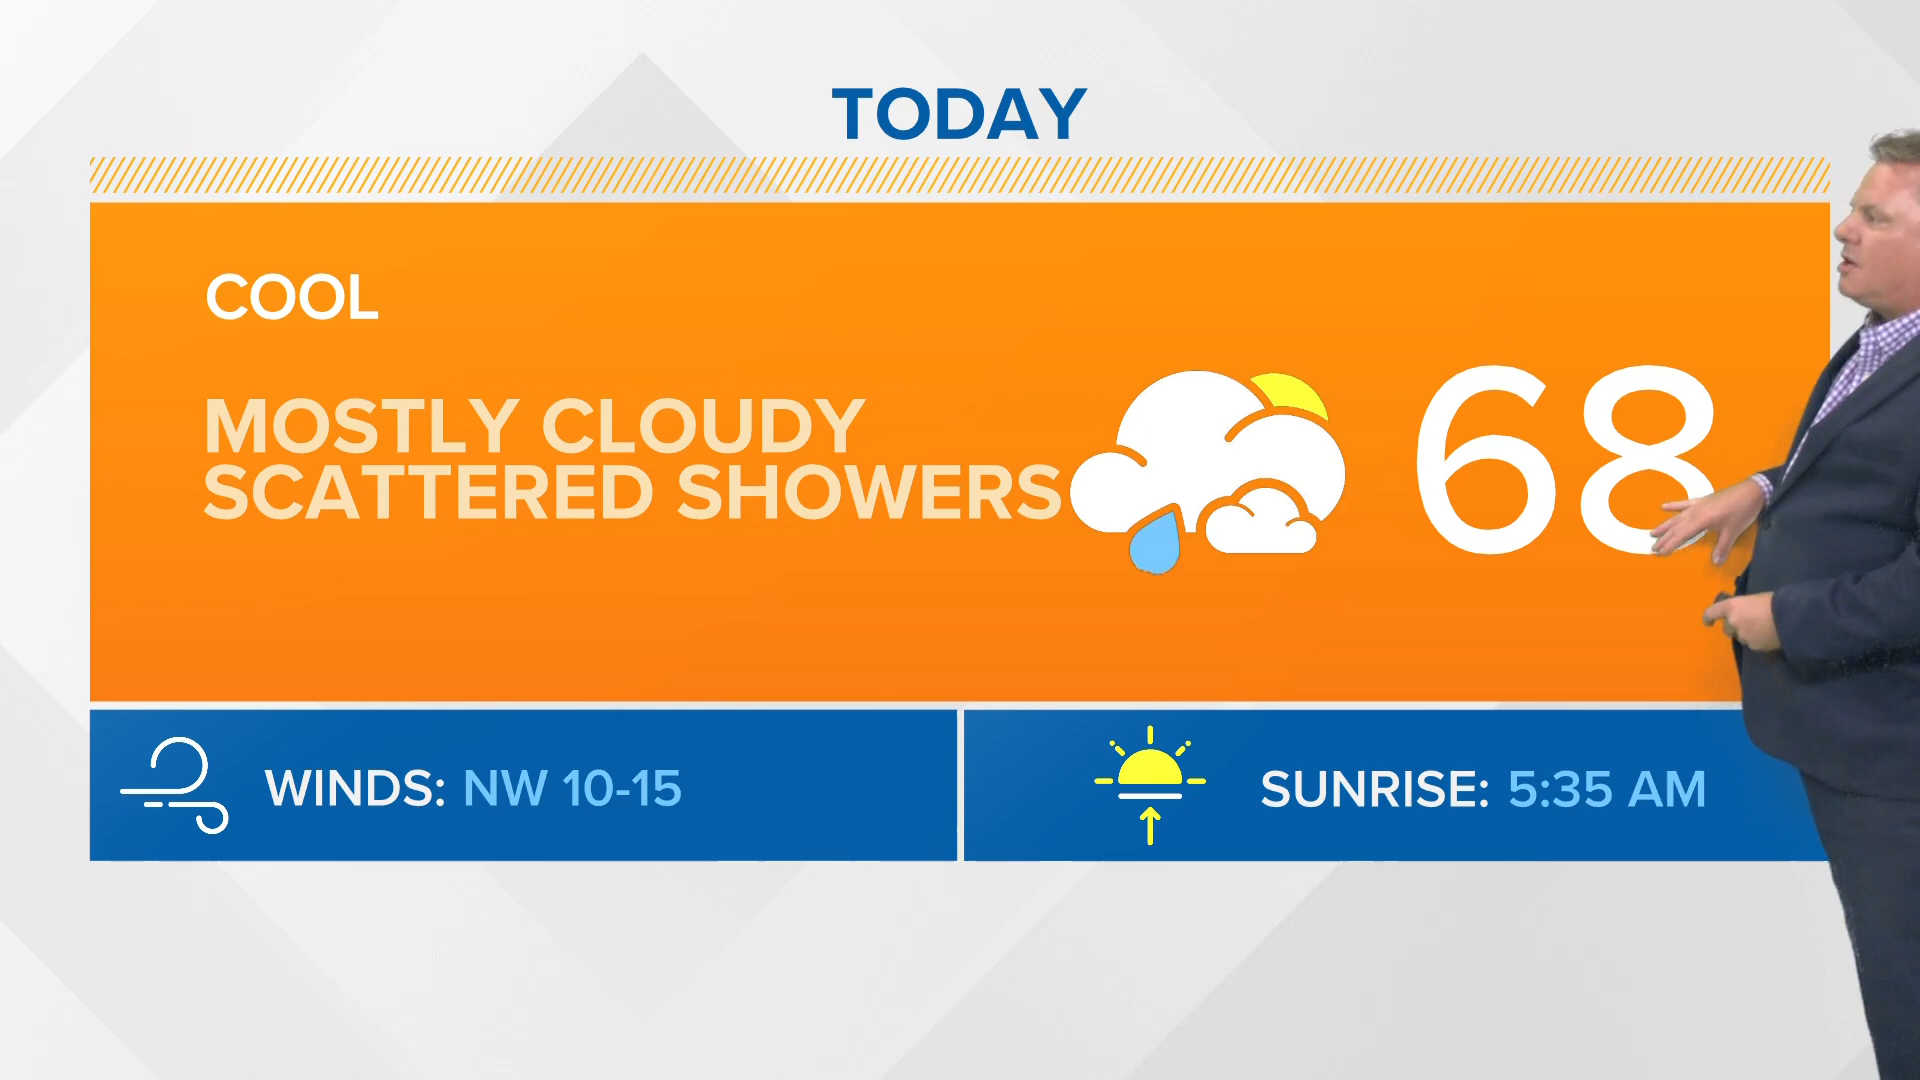 TODAY
COOL
MOSTLY CLOUDY
SCATTERED SHOWERS
68
WINDS: NW 10-15
SUNRISE: 5:35 AM